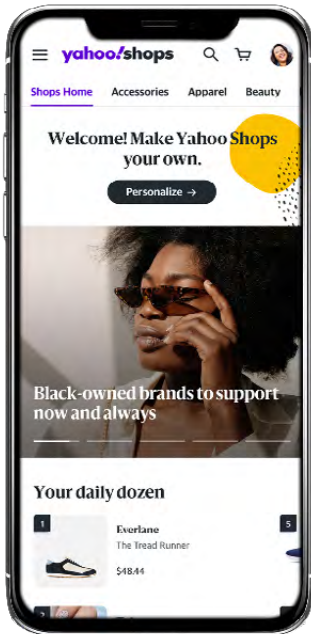 yahoo!shops
Shops Home Accessories Apparel Beauty
Welcome! Make Yahoo Shops
your own.
Personalize →
Black-owned brands to support
now and always
Your daily dozen
1
Everlane
The Tread Runner
$48.44
5
2